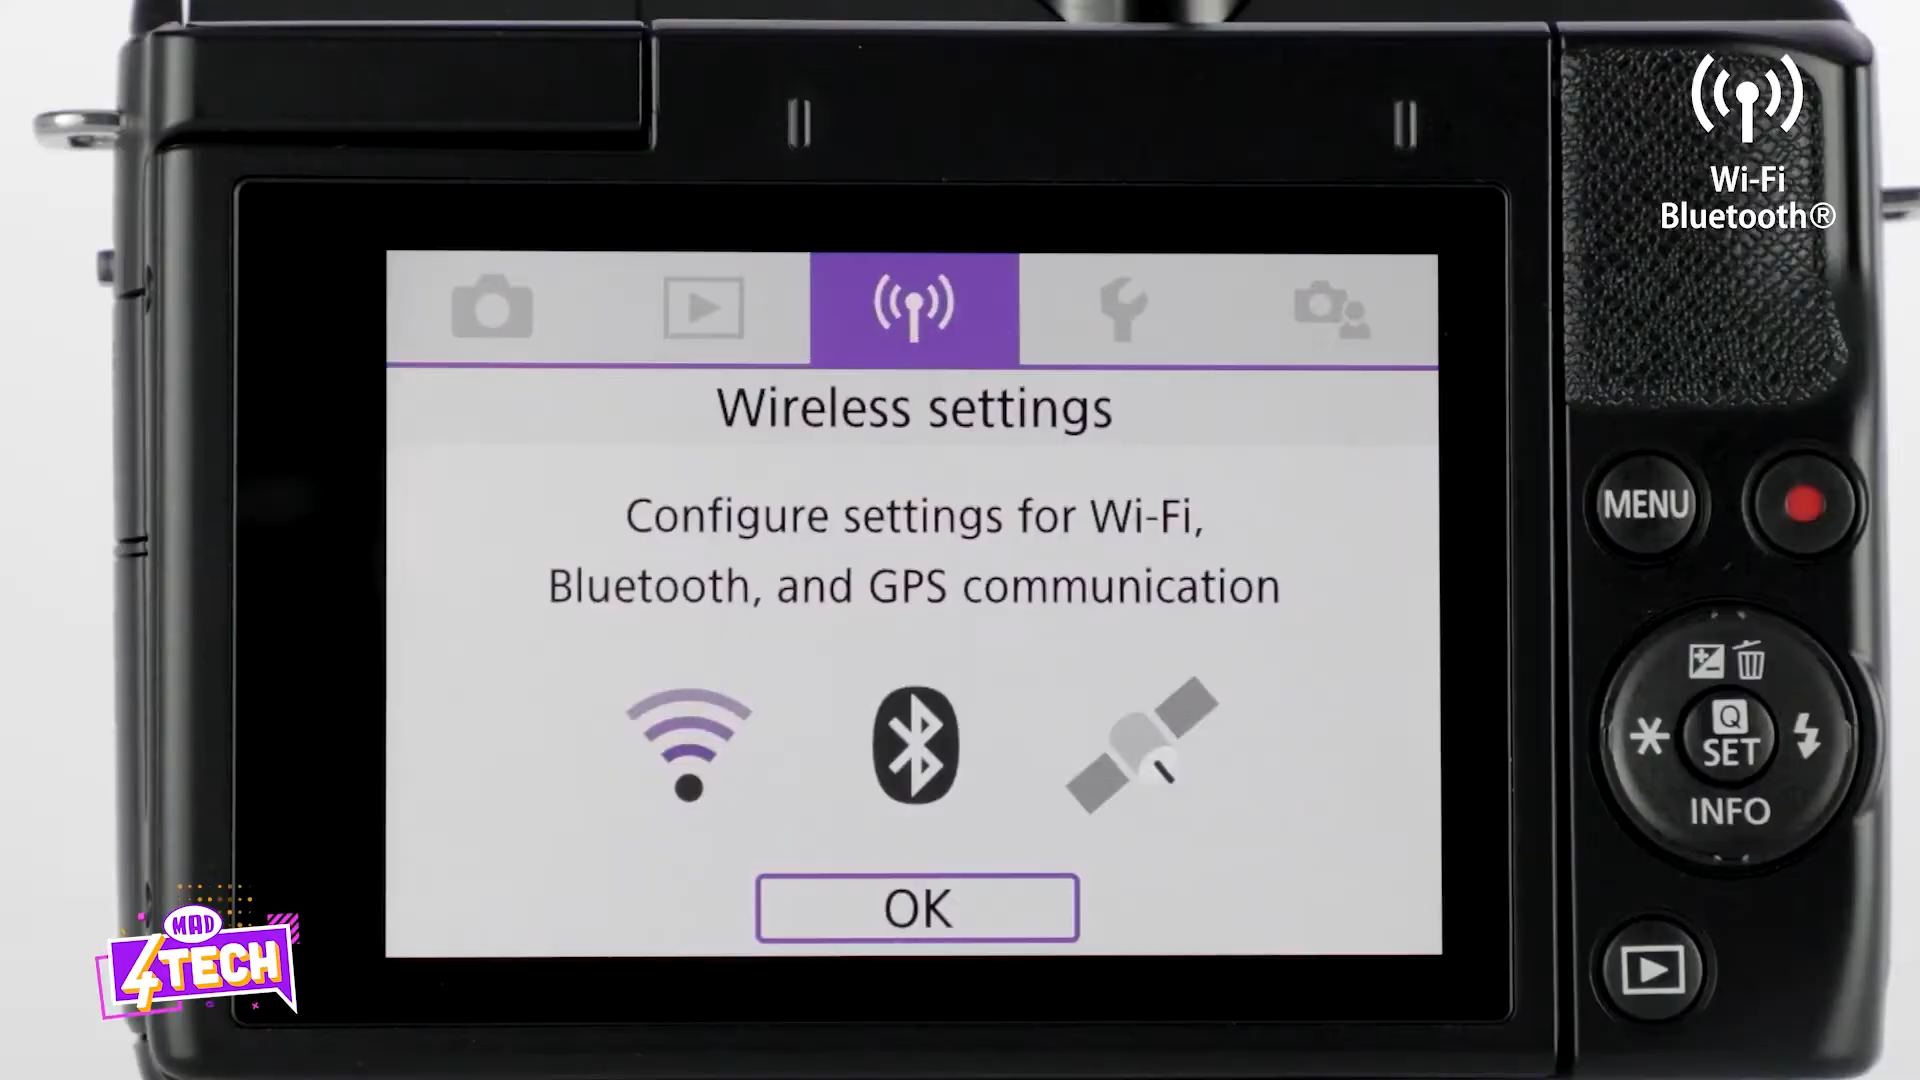 Wi-Fi
Bluetooth®
Wireless settings
Configure settings for Wi-Fi,
Bluetooth, and GPS communication
OK
MENU
Q
SET
INFO
MAD
4TECH